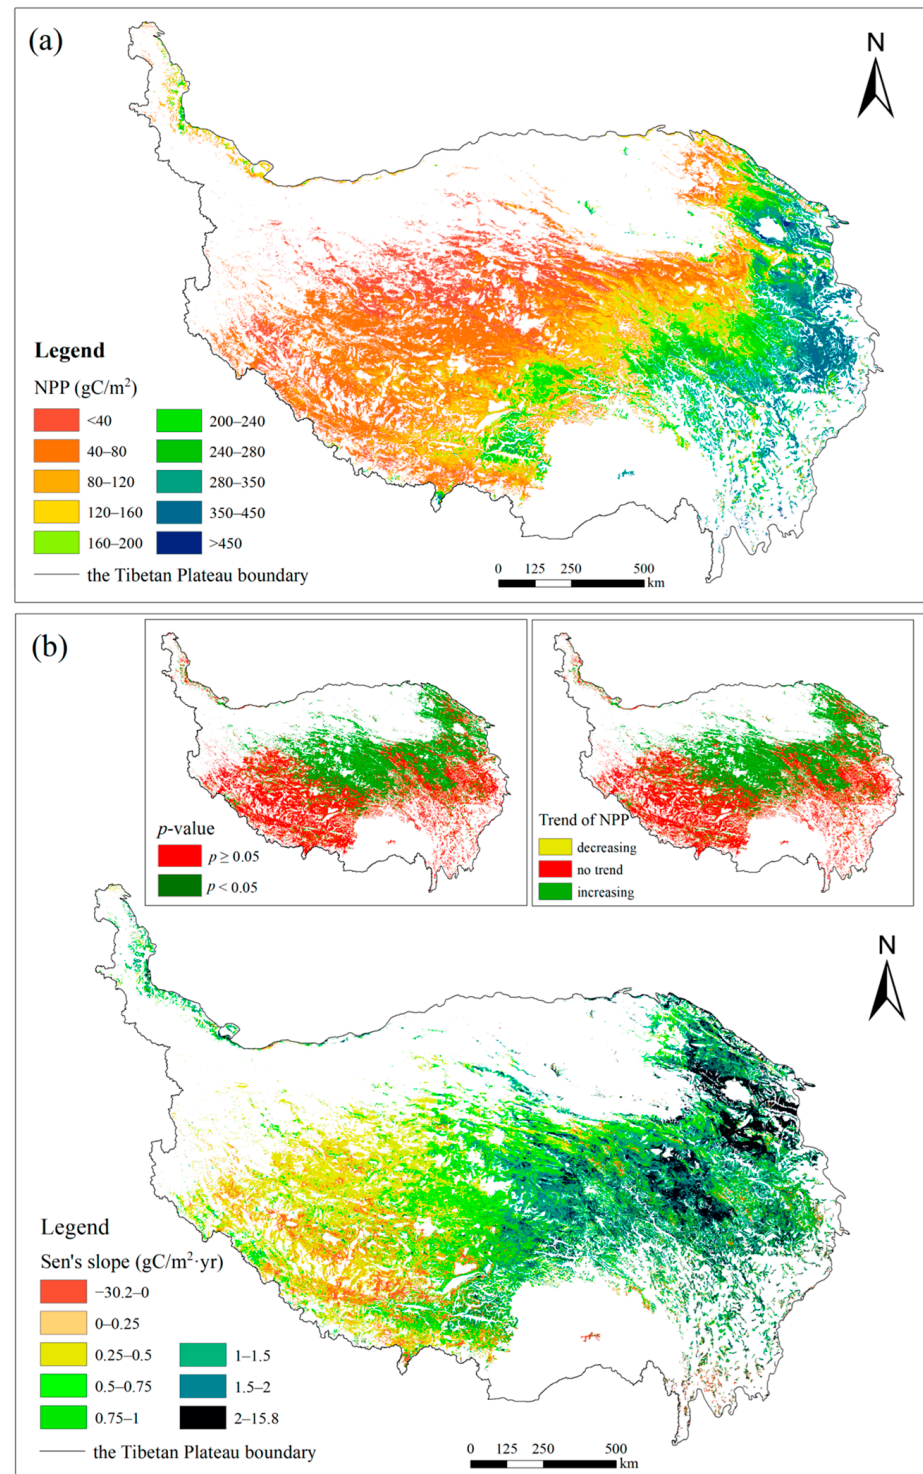 (a)
N
Legend
NPP (gC/m²)
<40
200–240
40–80
240–280
80–120
280–350
120–160
350–450
160–200
>450
the Tibetan Plateau boundary
0 125 250 500
km
(b)
p-value
p ≥ 0.05
p < 0.05
Trend of NPP
decreasing
no trend
increasing
N
Legend
Sen's slope (gC/m²·yr)
−30.2–0
0–0.25
0.25–0.5
1–1.5
0.5–0.75
1.5–2
0.75–1
2–15.8
the Tibetan Plateau boundary
0 125 250 500
km